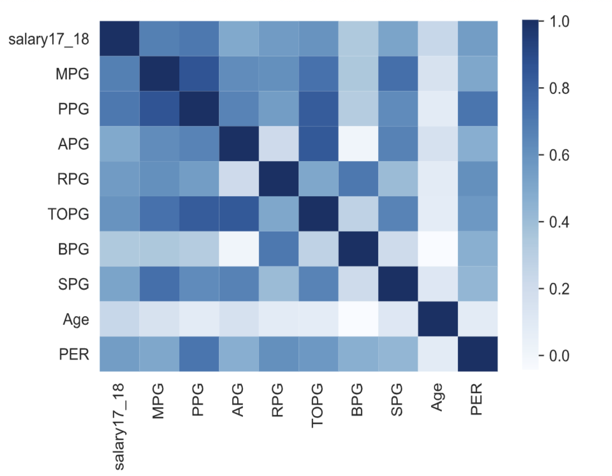 salary17_18
MPG
PPG
APG
RPG
TOPG
BPG
SPG
Age
PER
salary17_18 MPG PPG APG RPG TOPG BPG SPG Age PER
1.0
0.8
0.6
0.4
0.2
0.0